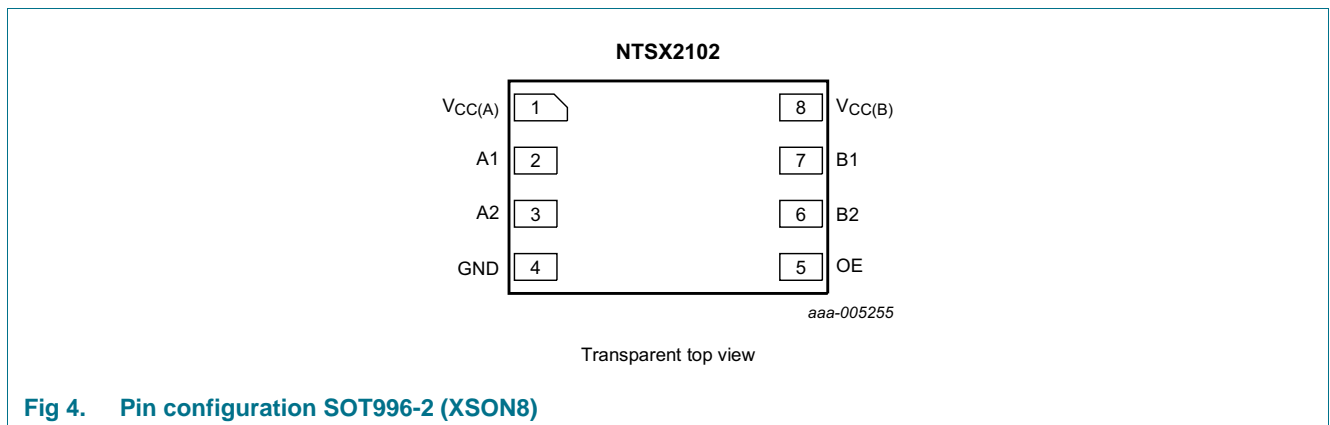 NTSX2102
VCC(A) 1 8 VCC(B)
A1 2 7 B1
A2 3 6 B2
GND 4 5 OE
aaa-005255
Transparent top view
Fig 4. Pin configuration SOT996-2 (XSON8)